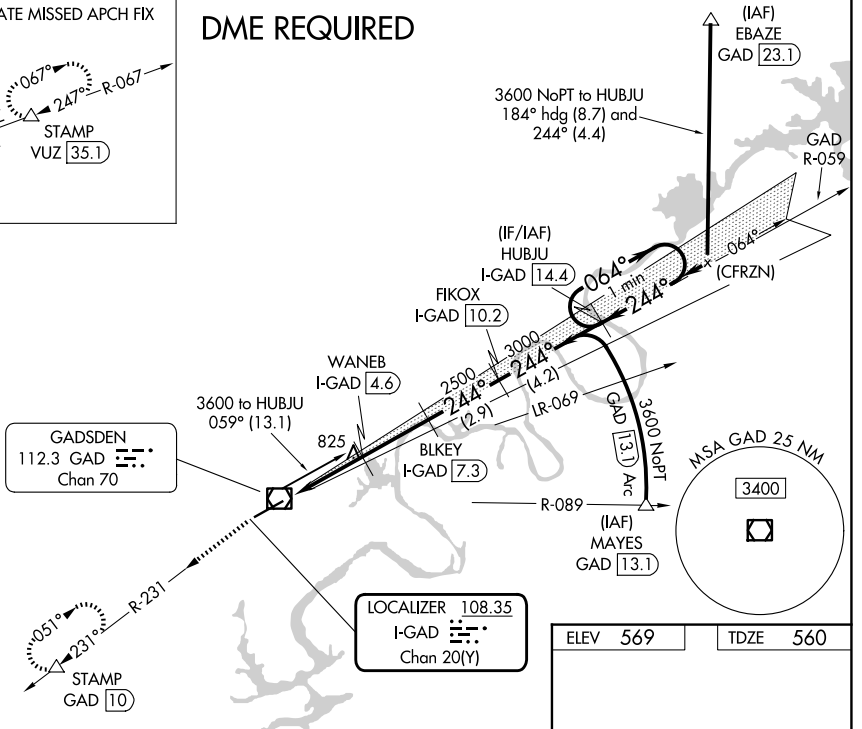 ATE MISSED APCH FIX
067°
247°
R-067
STAMP
VUZ 35.1
DME REQUIRED
(IAF)
EBAZE
GAD 23.1
3600 NoPT to HUBJU
184° hdg (8.7) and
244° (4.4)
GAD
R-059
(IF/IAF)
HUBJU
I-GAD 14.4
064°
1 min
244°
064°
(CFRZN)
FIKOX
I-GAD 10.2
3000
244°
(4.2)
WANEB
I-GAD 4.6
2500
244°
(2.9)
LR-069
3600 to HUBJU
059° (13.1)
825
BLKEY
I-GAD 7.3
3600 NoPT
GAD 13.1 Arc
GADSDEN
112.3 GAD
Chan 70
R-089
(IAF)
MAYES
GAD 13.1
MSA GAD 25 NM
3400
R-231
051°
231°
STAMP
GAD 10
LOCALIZER 108.35
I-GAD
Chan 20(Y)
ELEV 569
TDZE 560